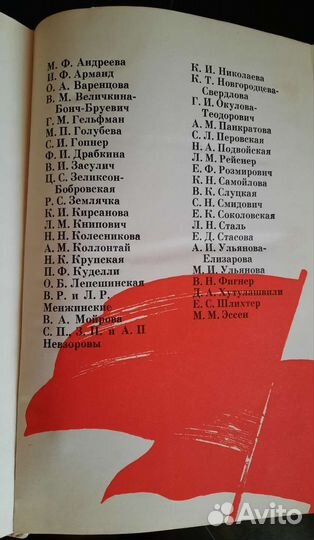 М. Ф. Андреева
И. Ф. Арманд
О. А. Варенцова
В. М. Величкина-
Бонч-Бруевич
Г. М. Гельфман
М. П. Голубева
С. И. Гопнер
Ф. И. Драбкина
В. И. Засулич
Ц. С. Зеликсон-
Бобровская
Р. С. Землячка
К. И. Кирсанова
Л. М. Книпович
Н. Н. Колесникова
А. М. Коллонтай
Н. К. Крупская
П. Ф. Куделли
О. Б. Лепешинская
В. Р. и Л. Р.
Менжинские
В. А. Мойрова
С. П., З. П. и А. П
Невзоровы
К. И. Николаева
К. Т. Новгородцева-
Свердлова
Г. И. Окулова-
Теодорович
А. М. Панкратова
С. Л. Перовская
Н. А. Подвойская
Л. М. Рейснер
Е. Ф. Розмирович
К. Н. Самойлова
В. К. Слуцкая
С. Н. Смидович
Е. К. Соколовская
Л. Н. Сталь
Е. Д. Стасова
А. И. Ульянова-
Елизарова
М. И. Ульянова
В. Н. Фигнер
Д. А. Хутулашвили
Е. С. Шлихтер
М. М. Эссен
Avito